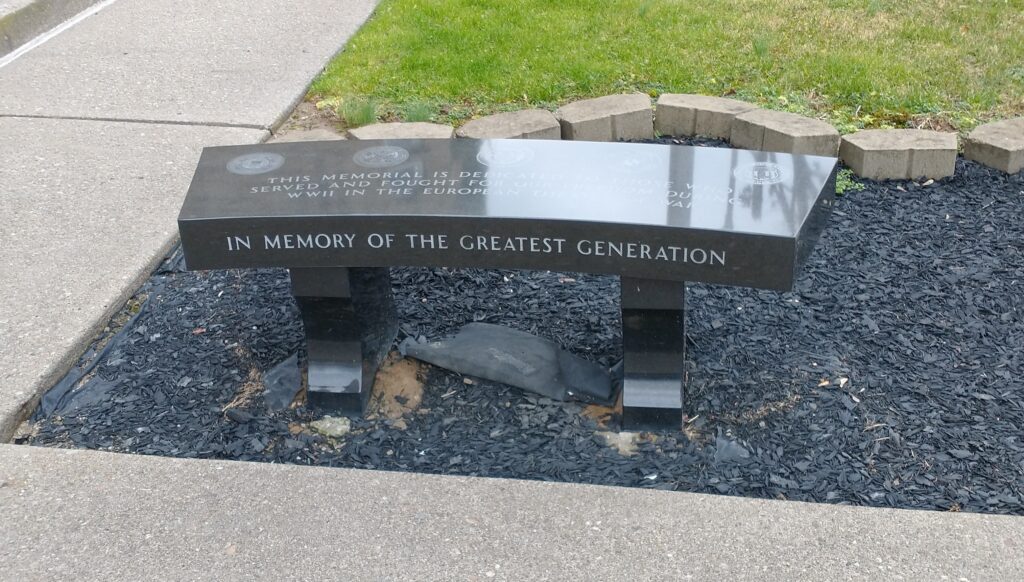 THIS MEMORIAL IS DEDICATED WHO
SERVED AND FOUGHT FOR DURING
WWII IN THE EUROPEAN WAR
IN MEMORY OF THE GREATEST GENERATION